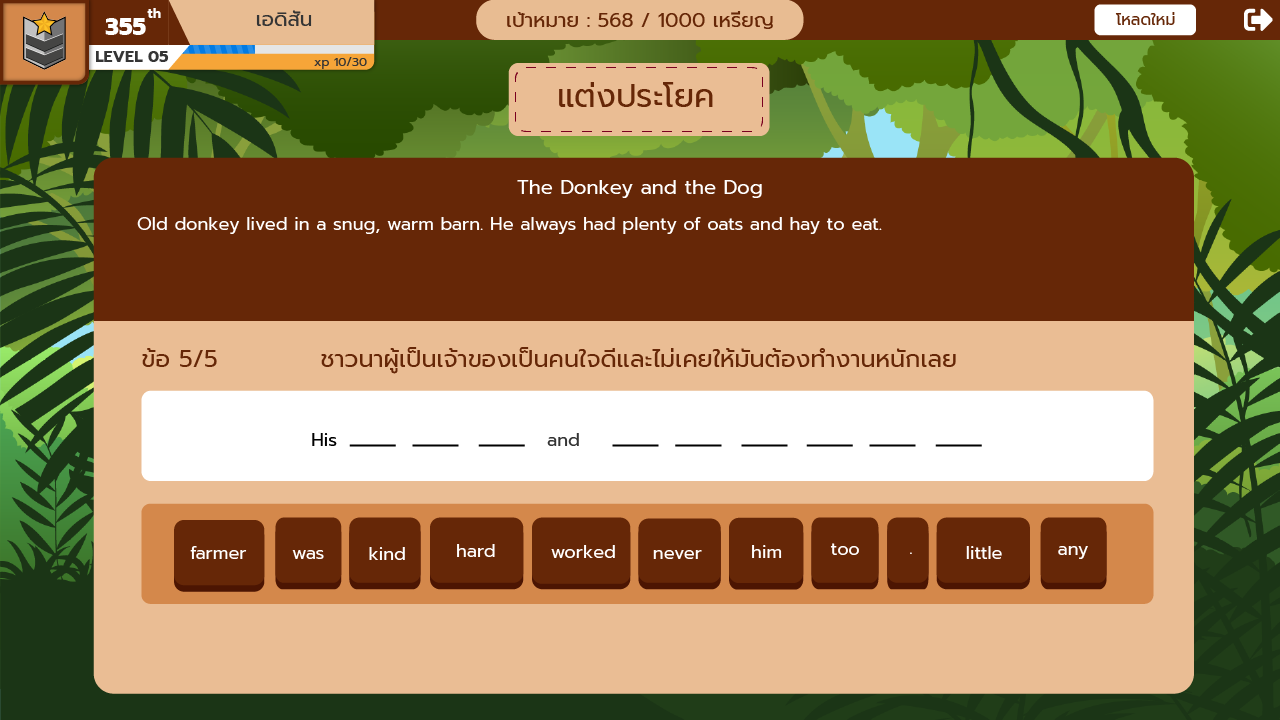 355th
เอดิสัน
เป้าหมาย : 568 / 1000 เหรียญ
โหลดใหม่
LEVEL 05
xp 10/30
แต่งประโยค
The Donkey and the Dog
Old donkey lived in a snug, warm barn. He always had plenty of oats and hay to eat.
ข้อ 5/5 ชาวนาผู้เป็นเจ้าของเป็นคนใจดีและไม่เคยให้มันต้องทำงานหนักเลย
His ____ ____ ____ and ____ ____ ____ ____ ____ ____
farmer was kind hard worked never him too . little any